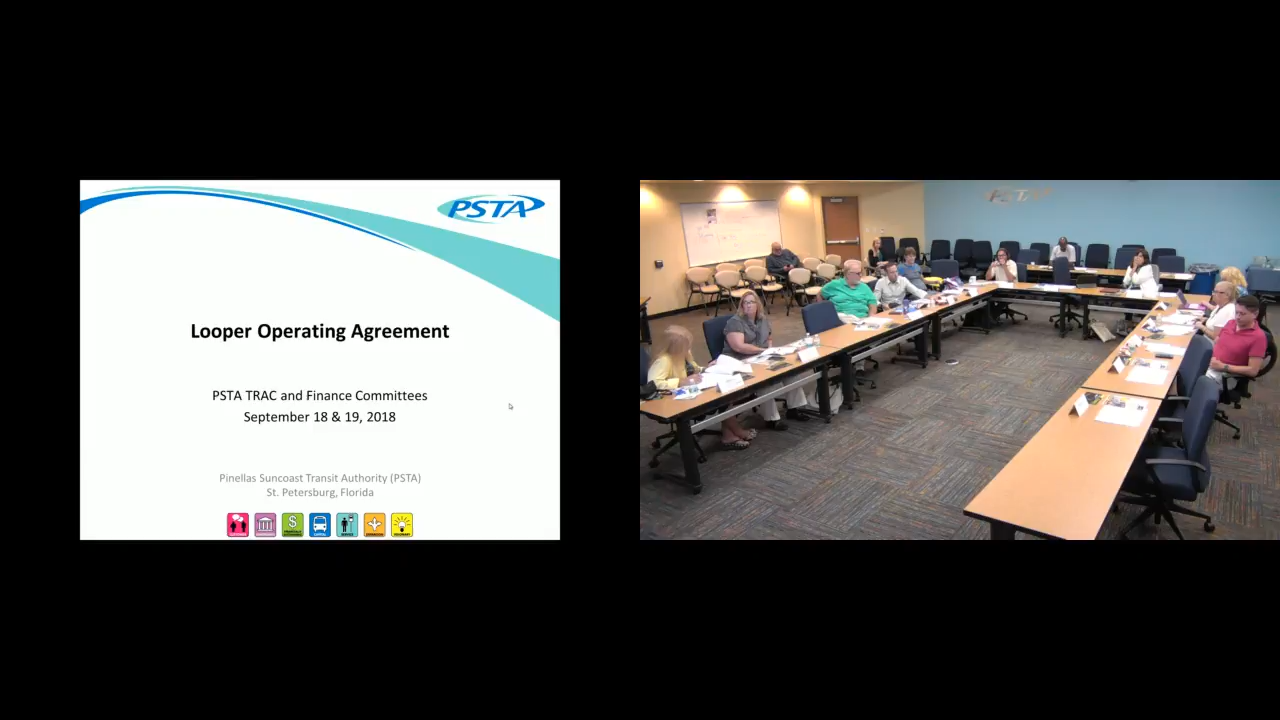 PSTA
Looper Operating Agreement
PSTA TRAC and Finance Committees
September 18 & 19, 2018
Pinellas Suncoast Transit Authority (PSTA)
St. Petersburg, Florida
PSTA